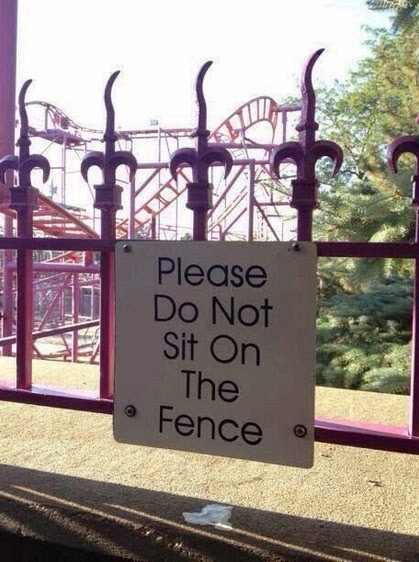 Please
Do Not
Sit On
The
Fence